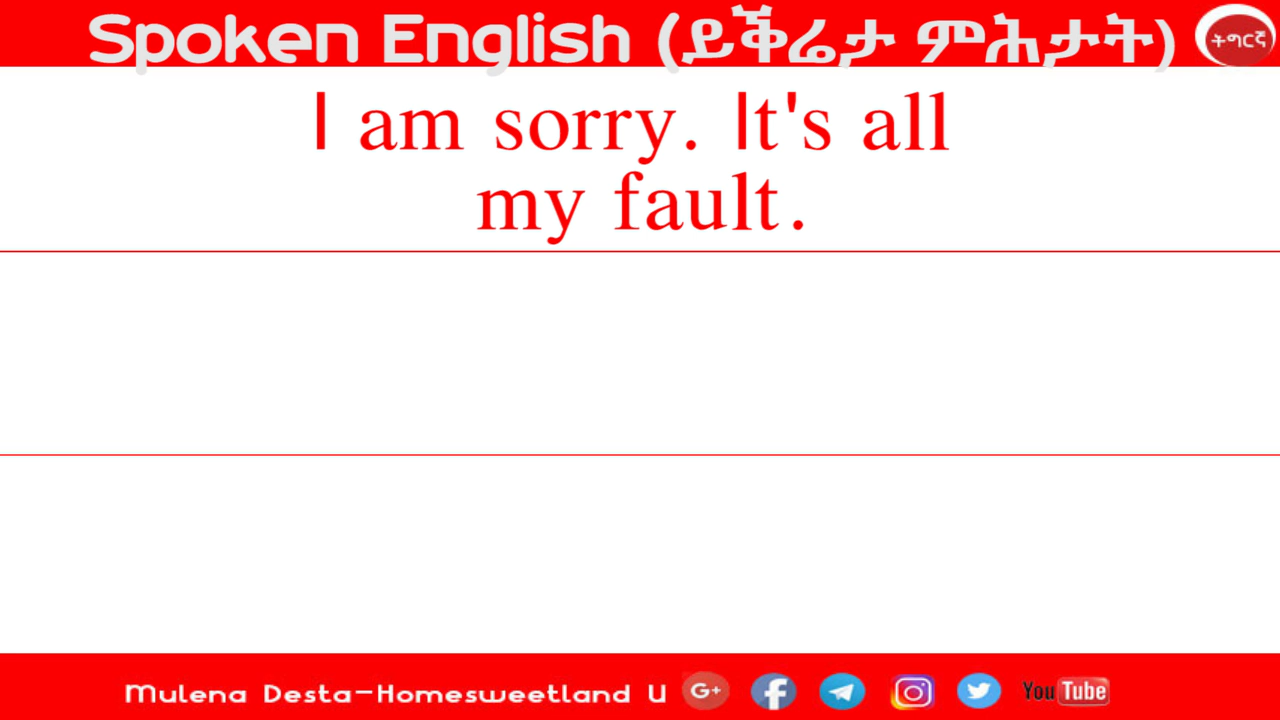 Spoken English (ይቕሬታ ምሕታት)
ትግርኛ
I am sorry. It's all
my fault.
Mulena Desta-Homesweetland U
G+
You Tube